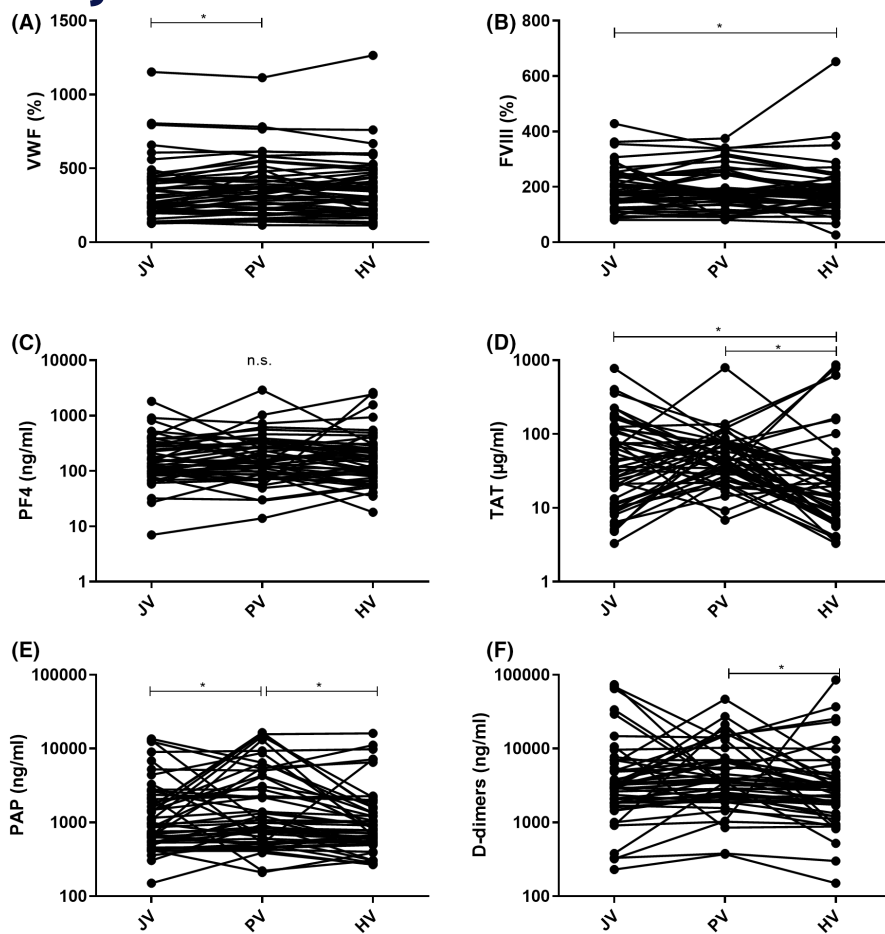 (A)
1500
1000
500
0
VWF (%)
*
JV
PV
HV
(B)
800
600
400
200
0
FVIII (%)
*
JV
PV
HV
(C)
10000
1000
100
10
1
PF4 (ng/ml)
n.s.
JV
PV
HV
(D)
1000
100
10
1
TAT (µg/ml)
*
*
JV
PV
HV
(E)
100000
10000
1000
100
PAP (ng/ml)
*
*
JV
PV
HV
(F)
100000
10000
1000
100
D-dimers (ng/ml)
*
JV
PV
HV